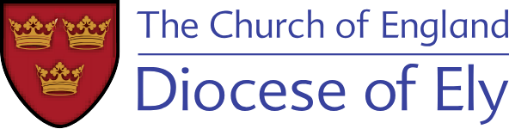 The Church of England
Diocese of Ely